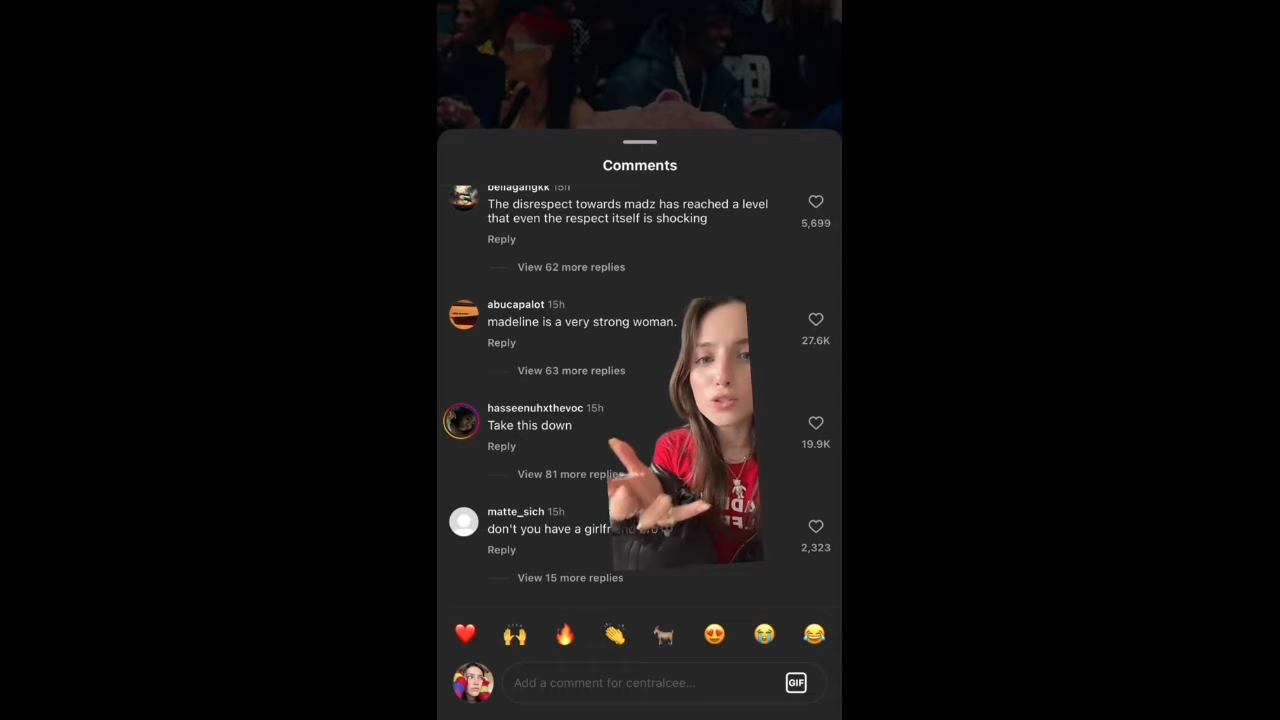 Comments
bellagangkk 15h
The disrespect towards madz has reached a level
that even the respect itself is shocking
5,699
Reply
View 62 more replies
abucapalot 15h
madeline is a very strong woman.
27.6K
Reply
View 63 more replies
hasseenuhxthevoc 15h
Take this down
19.9K
Reply
View 81 more replies
matte_sich 15h
don't you have a girlfriend bro
2,323
Reply
View 15 more replies
Add a comment for centralcee...
GIF